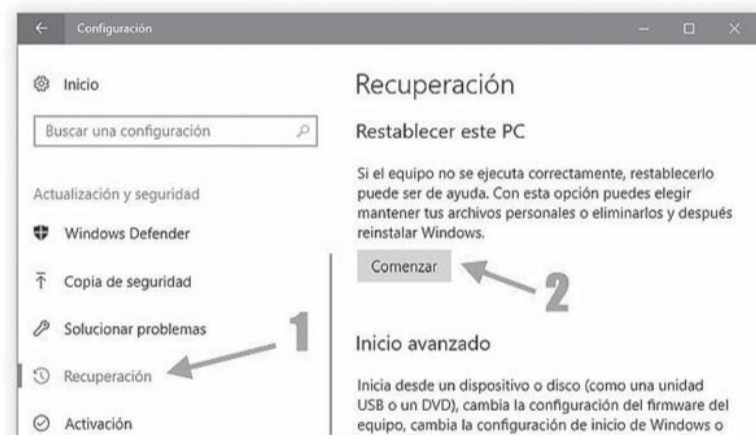 Configuración
Inicio
Buscar una configuración
Actualización y seguridad
Windows Defender
Copia de seguridad
Solucionar problemas
1
Recuperación
Activación
Recuperación
Restablecer este PC
Si el equipo no se ejecuta correctamente, restablecerlo
puede ser de ayuda. Con esta opción puedes elegir
mantener tus archivos personales o eliminarlos y después
reinstalar Windows.
Comenzar
2
Inicio avanzado
Inicia desde un dispositivo o disco (como una unidad
USB o un DVD), cambia la configuración del firmware del
equipo, cambia la configuración de inicio de Windows o